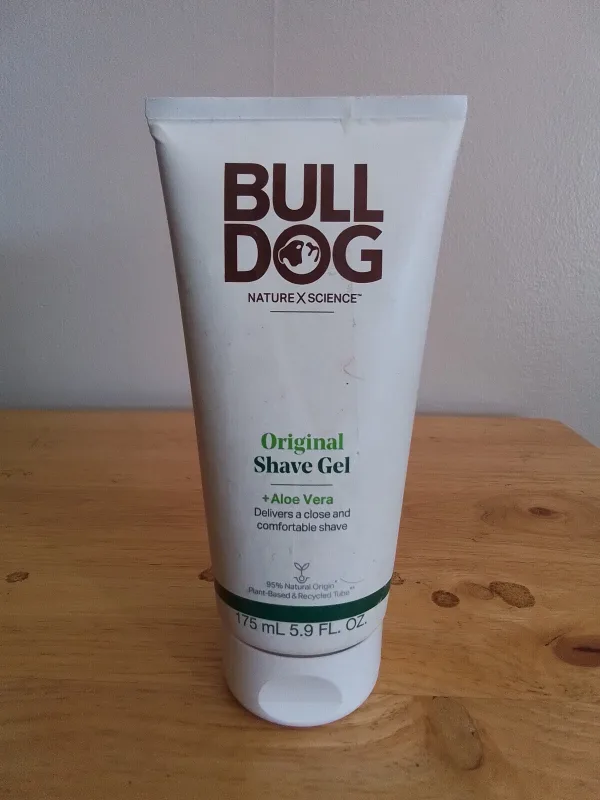 BULL
DOG
NATURE X SCIENCE™
Original
Shave Gel
+Aloe Vera
Delivers a close and
comfortable shave
95% Natural Origin*
Plant-Based & Recycled Tube**
175 mL 5.9 FL. OZ.